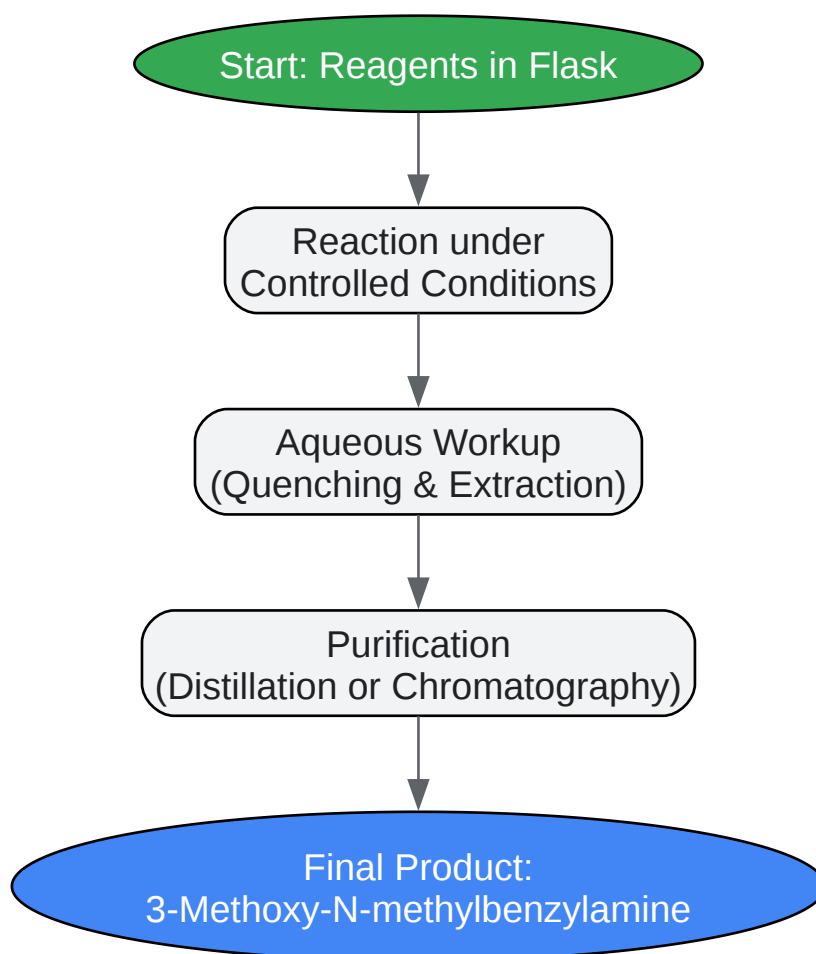 Start: Reagents in Flask
Reaction under
Controlled Conditions
Aqueous Workup
(Quenching & Extraction)
Purification
(Distillation or Chromatography)
Final Product:
3-Methoxy-N-methylbenzylamine